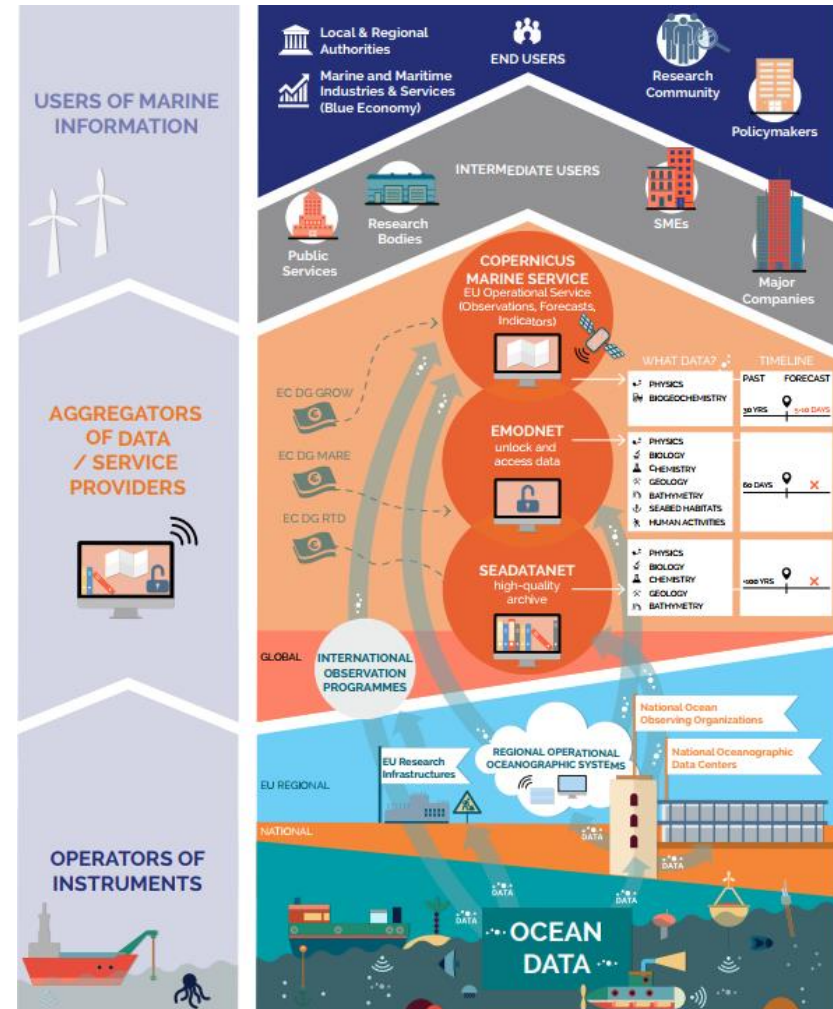 USERS OF MARINE
INFORMATION
AGGREGATORS
OF DATA
/ SERVICE
PROVIDERS
OPERATORS OF
INSTRUMENTS
Local & Regional
Authorities
Marine and Maritime
Industries & Services
(Blue Economy)
END USERS
Research
Community
Policymakers
INTERMEDIATE USERS
Public
Services
Research
Bodies
SMEs
Major
Companies
COPERNICUS
MARINE SERVICE
EU Operational Service
(Observations, Forecasts,
Indicators)
EC DG GROW
EC DG MARE
EC DG RTD
EMODNET
unlock and
access data
SEADATANET
high-quality
archive
WHAT DATA?
TIMELINE
PHYSICS
BIOGEOCHEMISTRY
PAST FORECAST
30 YRS 5-10 DAYS
PHYSICS
BIOLOGY
CHEMISTRY
GEOLOGY
BATHYMETRY
SEABED HABITATS
HUMAN ACTIVITIES
60 DAYS
PHYSICS
BIOLOGY
CHEMISTRY
GEOLOGY
BATHYMETRY
YRS
GLOBAL
INTERNATIONAL
OBSERVATION
PROGRAMMES
EU REGIONAL
EU Research
Infrastructures
REGIONAL OPERATIONAL
OCEANOGRAPHIC SYSTEMS
National Ocean
Observing Organizations
National Oceanographic
Data Centers
NATIONAL
DATA
DATA
DATA
DATA
DATA
OCEAN
DATA